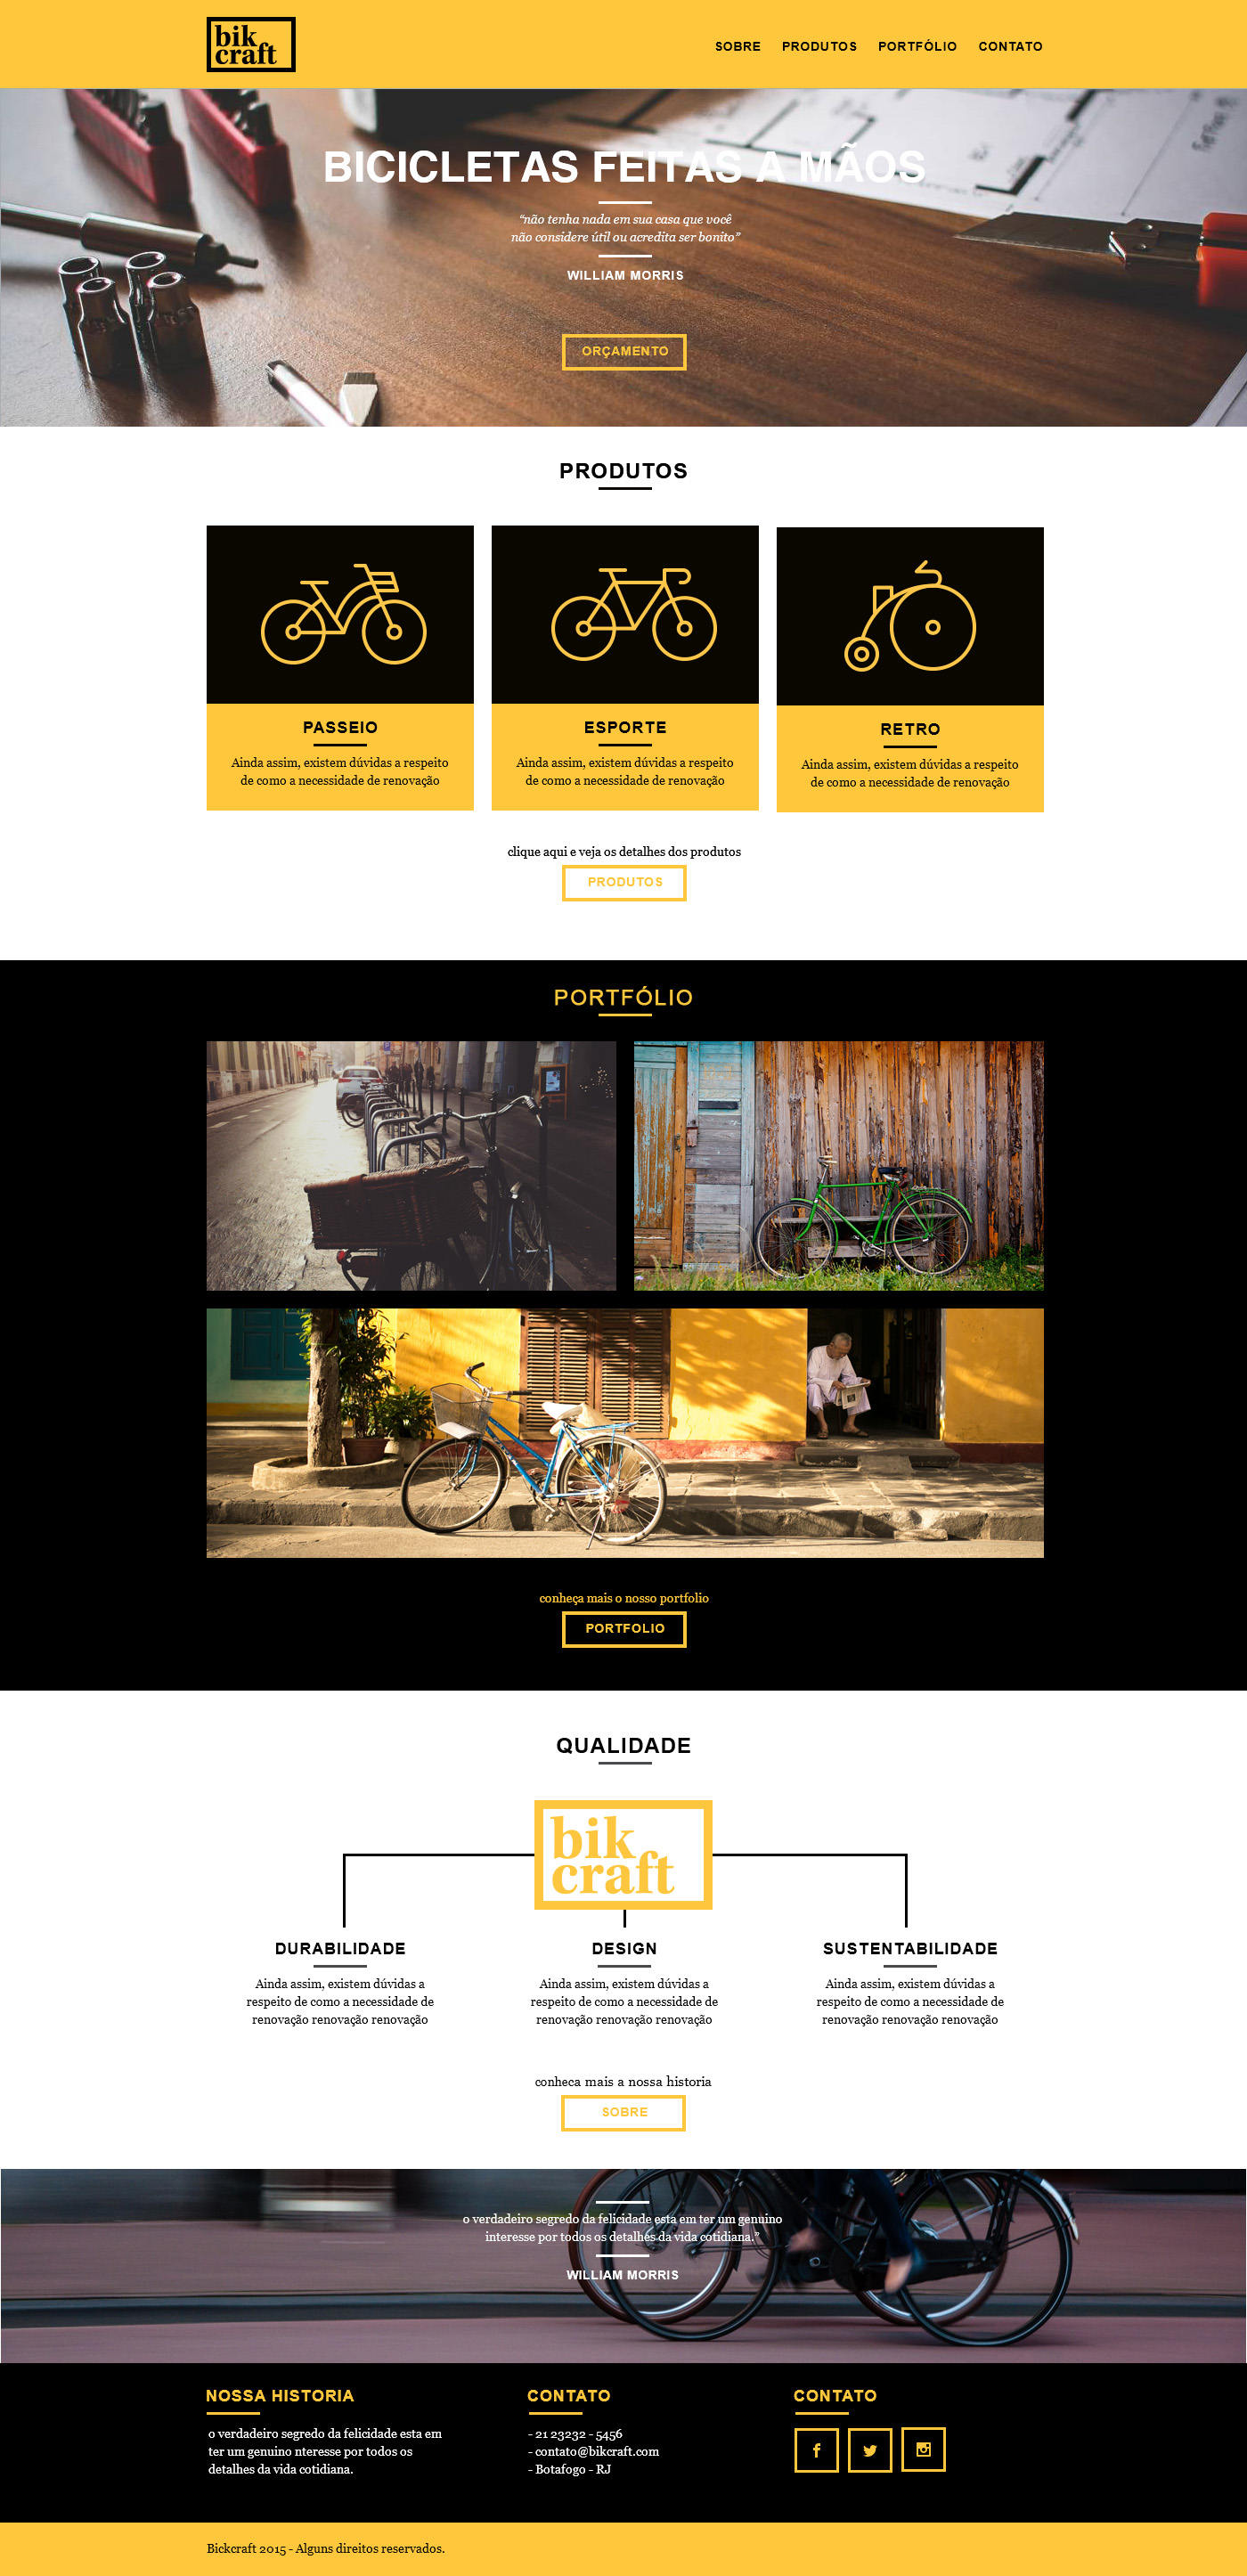 bik
craft
SOBRE PRODUTOS PORTFÓLIO CONTATO
BICICLETAS FEITAS A MÃOS
“não tenha nada em sua casa que você
não considere útil ou acredita ser bonito”
WILLIAM MORRIS
ORÇAMENTO
PRODUTOS
PASSEIO
Ainda assim, existem dúvidas a respeito
de como a necessidade de renovação
ESPORTE
Ainda assim, existem dúvidas a respeito
de como a necessidade de renovação
RETRO
Ainda assim, existem dúvidas a respeito
de como a necessidade de renovação
clique aqui e veja os detalhes dos produtos
PRODUTOS
PORTFÓLIO
conheça mais o nosso portfolio
PORTFOLIO
QUALIDADE
bik
craft
DURABILIDADE
Ainda assim, existem dúvidas a
respeito de como a necessidade de
renovação renovação renovação
DESIGN
Ainda assim, existem dúvidas a
respeito de como a necessidade de
renovação renovação renovação
SUSTENTABILIDADE
Ainda assim, existem dúvidas a
respeito de como a necessidade de
renovação renovação renovação
conheca mais a nossa historia
SOBRE
o verdadeiro segredo da felicidade esta em ter um genuino
interesse por todos os detalhes da vida cotidiana.”
WILLIAM MORRIS
NOSSA HISTORIA
o verdadeiro segredo da felicidade esta em
ter um genuino nteresse por todos os
detalhes da vida cotidiana.
CONTATO
- 21 23232 - 5456
- contato@bikcraft.com
- Botafogo - RJ
CONTATO
Bickcraft 2015 - Alguns direitos reservados.